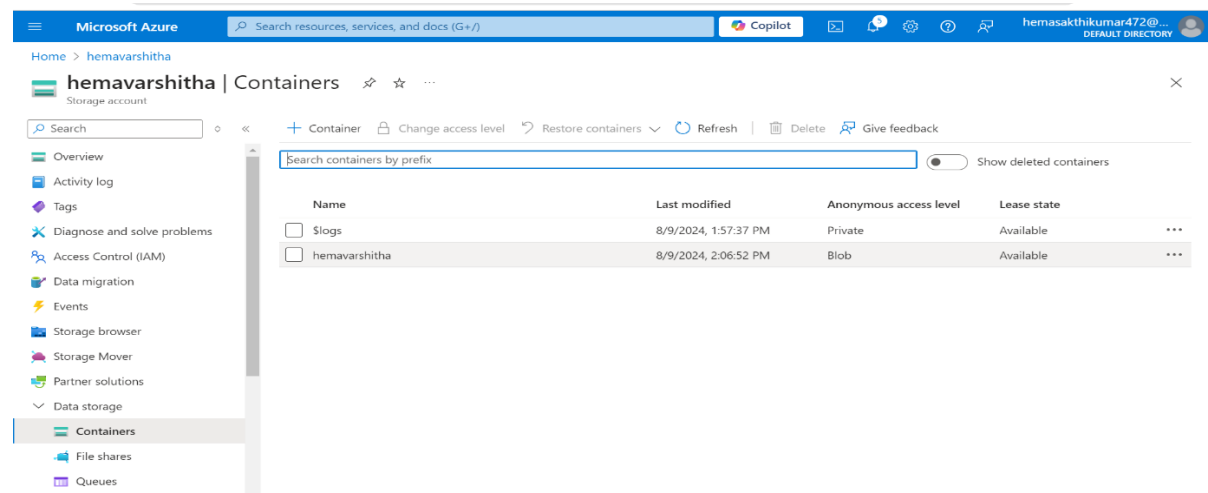 Microsoft Azure
Search resources, services, and docs (G+/)
Copilot
5
hemasakthikumar472@...
DEFAULT DIRECTORY
Home > hemavarshitha
hemavarshitha | Containers
Storage account
Search
+ Container
Change access level
Restore containers
Refresh
Delete
Give feedback
Overview
Activity log
Tags
Diagnose and solve problems
Access Control (IAM)
Data migration
Events
Storage browser
Storage Mover
Partner solutions
Data storage
Containers
File shares
Queues
Search containers by prefix
Show deleted containers
Name Last modified Anonymous access level Lease state
$logs 8/9/2024, 1:57:37 PM Private Available
hemavarshitha 8/9/2024, 2:06:52 PM Blob Available